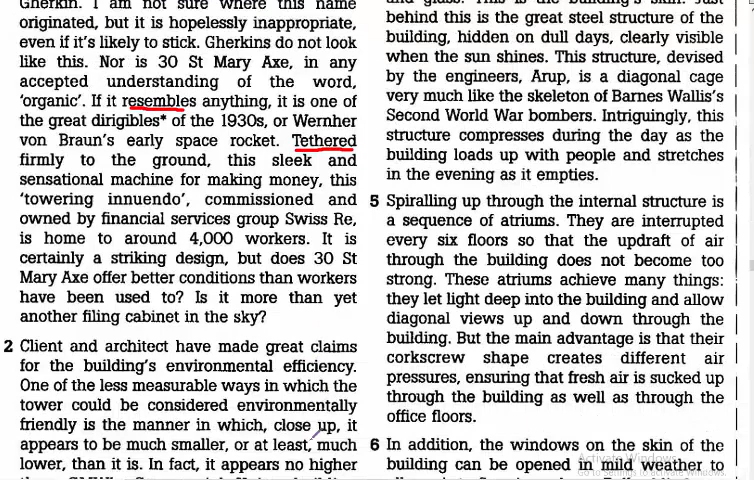 Gherkin. I am not sure where this name
originated, but it is hopelessly inappropriate,
even if it's likely to stick. Gherkins do not look
like this. Nor is 30 St Mary Axe, in any
accepted understanding of the word,
'organic'. If it resembles anything, it is one of
the great dirigibles* of the 1930s, or Wernher
von Braun's early space rocket. Tethered
firmly to the ground, this sleek and
sensational machine for making money, this
'towering innuendo', commissioned and
owned by financial services group Swiss Re,
is home to around 4,000 workers. It is
certainly a striking design, but does 30 St
Mary Axe offer better conditions than workers
have been used to? Is it more than yet
another filing cabinet in the sky?
2 Client and architect have made great claims
for the building's environmental efficiency.
One of the less measurable ways in which the
tower could be considered environmentally
friendly is the manner in which, close up, it
appears to be much smaller, or at least, much
lower, than it is. In fact, it appears no higher
and glass. This is the building's skin. Just
behind this is the great steel structure of the
building, hidden on dull days, clearly visible
when the sun shines. This structure, devised
by the engineers, Arup, is a diagonal cage
very much like the skeleton of Barnes Wallis's
Second World War bombers. Intriguingly, this
structure compresses during the day as the
building loads up with people and stretches
in the evening as it empties.
5 Spiralling up through the internal structure is
a sequence of atriums. They are interrupted
every six floors so that the updraft of air
through the building does not become too
strong. These atriums achieve many things:
they let light deep into the building and allow
diagonal views up and down through the
building. But the main advantage is that their
corkscrew shape creates different air
pressures, ensuring that fresh air is sucked up
through the building as well as through the
office floors.
6 In addition, the windows on the skin of the
building can be opened in mild weather to
Activate Windows
Go to Settings to activate Windows.